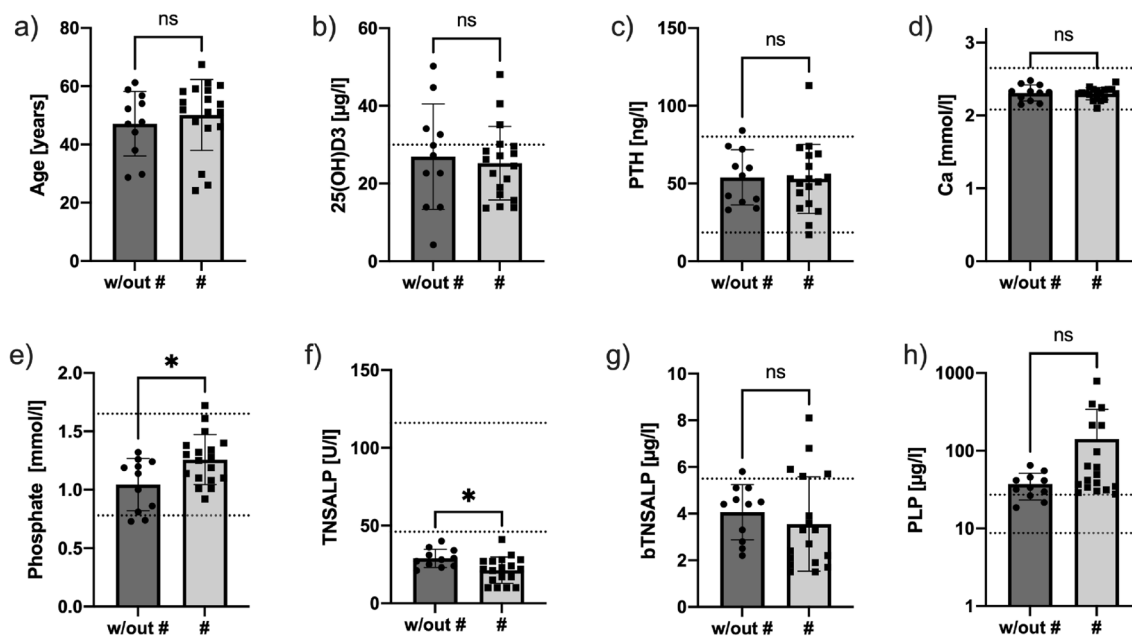 a)
Age [years]
80
60
40
20
0
ns
w/out #
#
b)
25(OH)D3 [µg/l]
60
40
20
0
ns
w/out #
#
c)
PTH [ng/l]
150
100
50
0
ns
w/out #
#
d)
Ca [mmol/l]
3
2
1
0
ns
w/out #
#
e)
Phosphate [mmol/l]
2.0
1.5
1.0
0.5
0.0
*
w/out #
#
f)
TNSALP [U/l]
150
100
50
0
*
w/out #
#
g)
bTNSALP [µg/l]
10
8
6
4
2
0
ns
w/out #
#
h)
PLP [µg/l]
1000
100
10
1
ns
w/out #
#